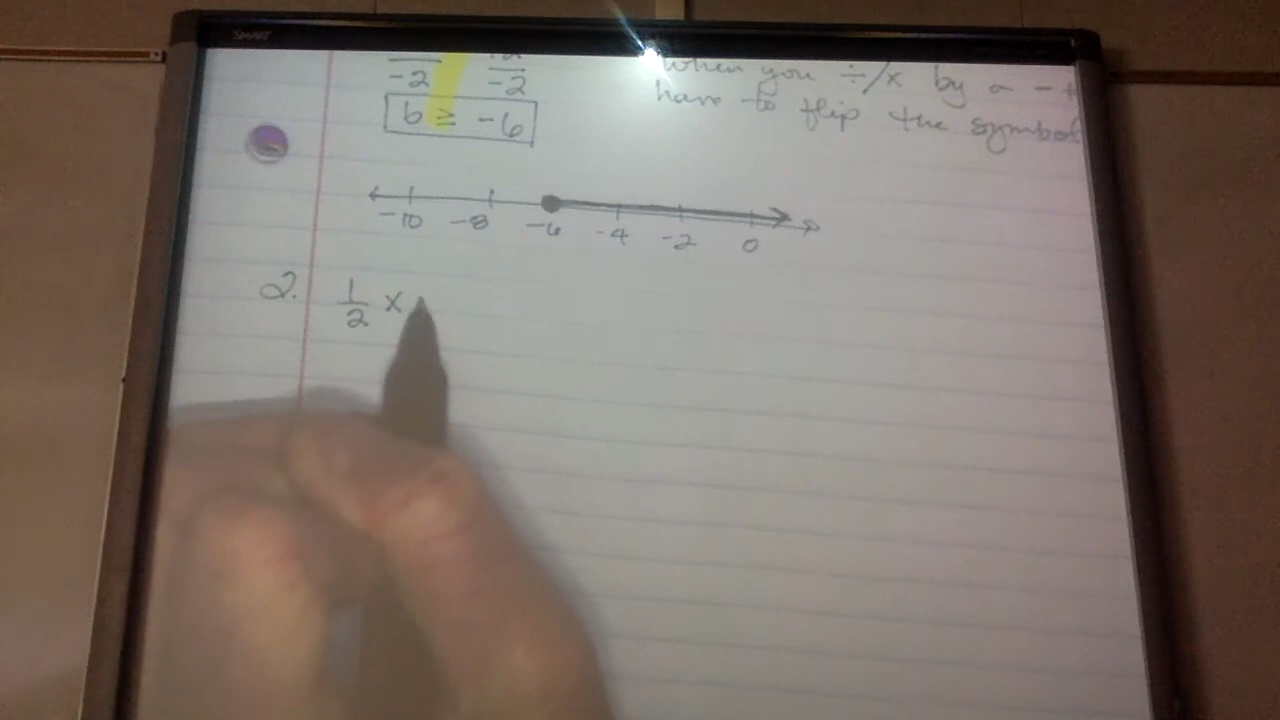 SMART
-2 -2
b ≥ -6
when you ÷/x by a -
have to flip the symbol
-10 -8 -6 -4 -2 0
2. 1/2 x